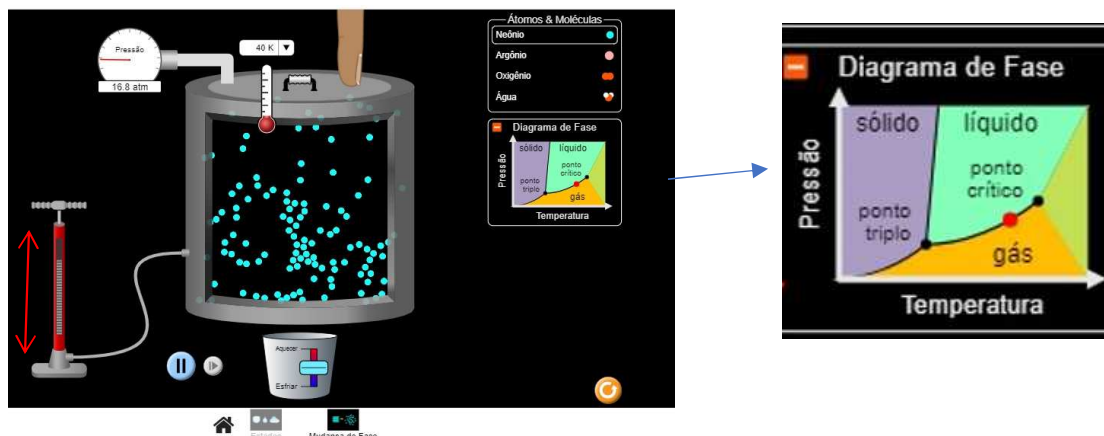 Pressão
16.8 atm
40 K
Átomos & Moléculas
Neônio
Argônio
Oxigênio
Água
Diagrama de Fase
sólido
líquido
ponto
crítico
ponto
triplo
gás
Pressão
Temperatura
Aquecer
Esfriar
Estados
Mudança de Fase
Diagrama de Fase
sólido
líquido
ponto
crítico
ponto
triplo
gás
Pressão
Temperatura